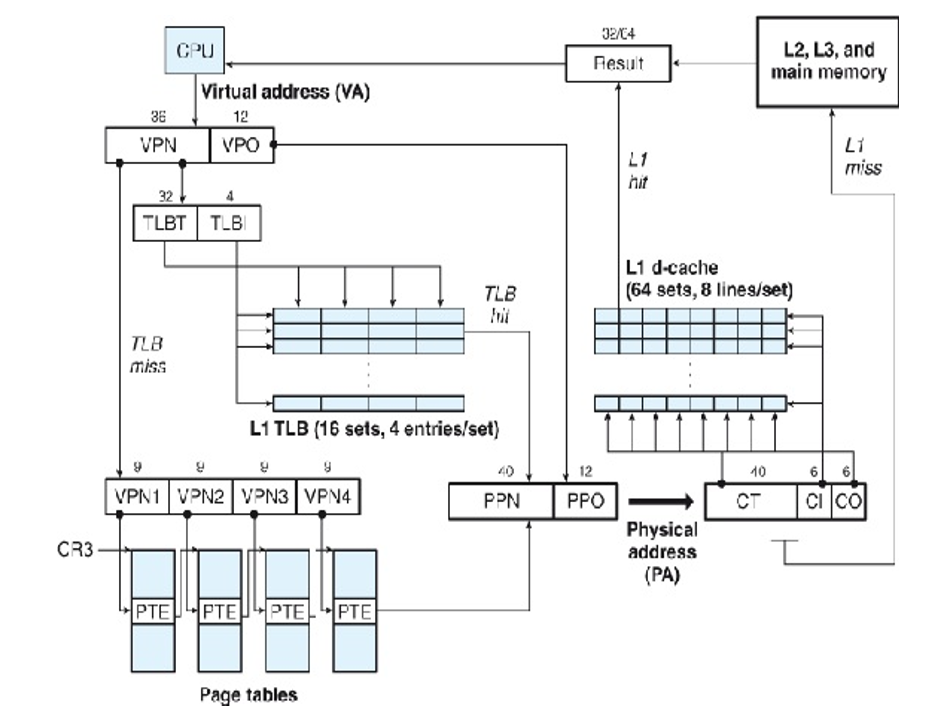 32/64
CPU
Result
L2, L3, and
main memory
Virtual address (VA)
36
12
VPN
VPO
L1
hit
L1
miss
32
4
TLBT
TLBI
L1 d-cache
(64 sets, 8 lines/set)
TLB
hit
TLB
miss
L1 TLB (16 sets, 4 entries/set)
9
9
9
9
40
12
40
6
6
VPN1
VPN2
VPN3
VPN4
PPN
PPO
CT
CI
CO
Physical
address
(PA)
CR3
PTE
PTE
PTE
PTE
Page tables